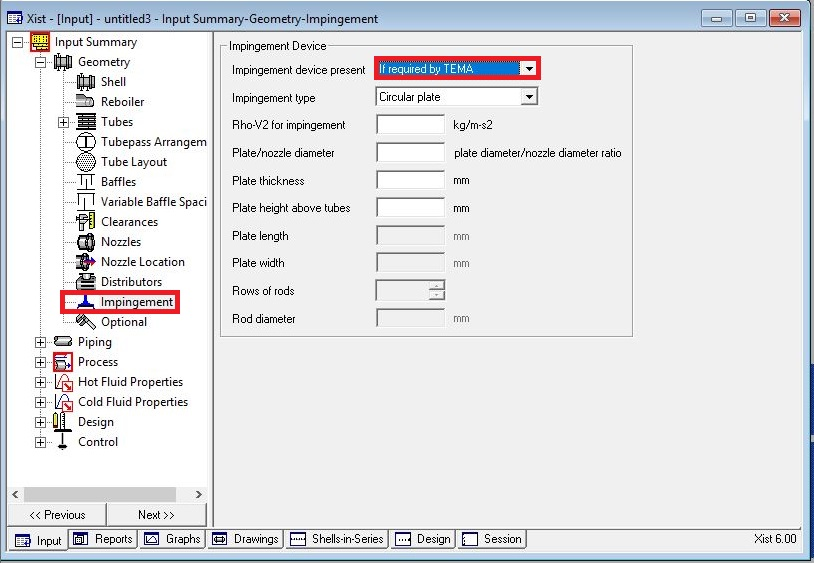 Xist - [Input] - untitled3 - Input Summary-Geometry-Impingement
Input Summary
Geometry
Shell
Reboiler
Tubes
Tubepass Arrangem
Tube Layout
Baffles
Variable Baffle Spaci
Clearances
Nozzles
Nozzle Location
Distributors
Impingement
Optional
Piping
Process
Hot Fluid Properties
Cold Fluid Properties
Design
Control
<< Previous
Next >>
Impingement Device
Impingement device present If required by TEMA
Impingement type Circular plate
Rho-V2 for impingement kg/m-s2
Plate/nozzle diameter plate diameter/nozzle diameter ratio
Plate thickness mm
Plate height above tubes mm
Plate length mm
Plate width mm
Rows of rods
Rod diameter mm
Input Reports Graphs Drawings Shells-in-Series Design Session Xist 6.00